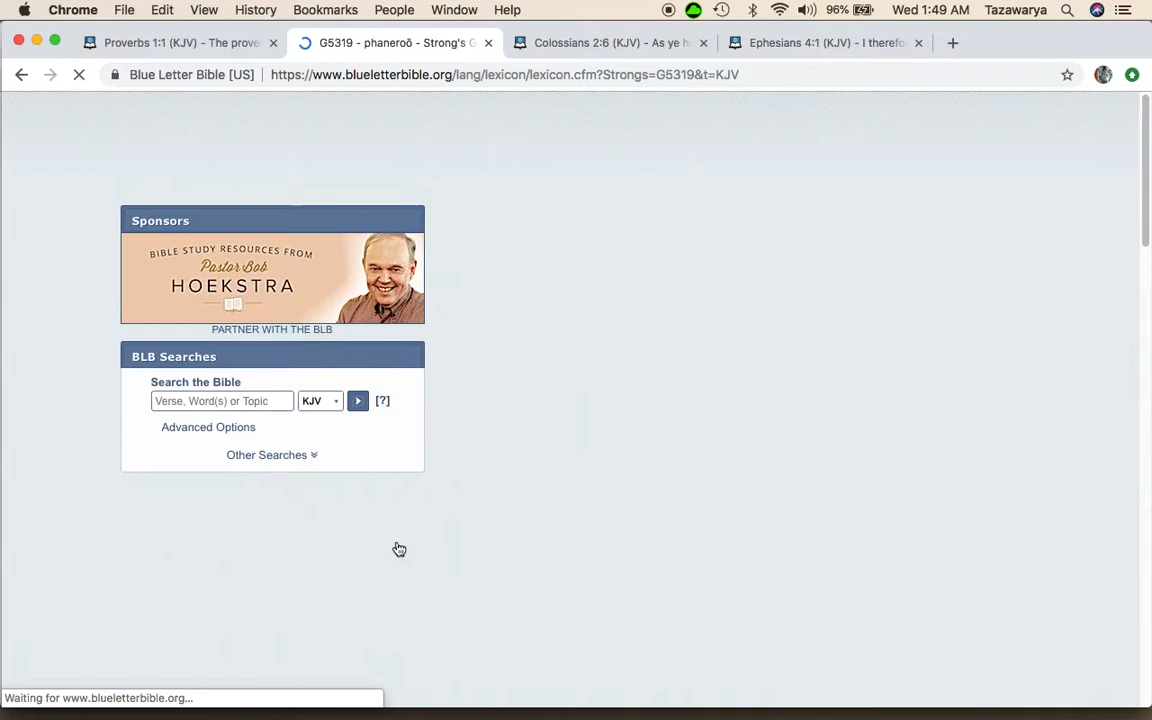 Chrome File Edit View History Bookmarks People Window Help 96% Wed 1:49 AM Tazawarya
Proverbs 1:1 (KJV) - The prove G5319 - phaneroō - Strong's G Colossians 2:6 (KJV) - As ye h Ephesians 4:1 (KJV) - I therefo
Blue Letter Bible [US] https://www.blueletterbible.org/lang/lexicon/lexicon.cfm?Strongs=G5319&t=KJV
Sponsors
BIBLE STUDY RESOURCES FROM
Pastor Bob
HOEKSTRA
PARTNER WITH THE BLB
BLB Searches
Search the Bible
Verse, Word(s) or Topic KJV [?]
Advanced Options
Other Searches
Waiting for www.blueletterbible.org...